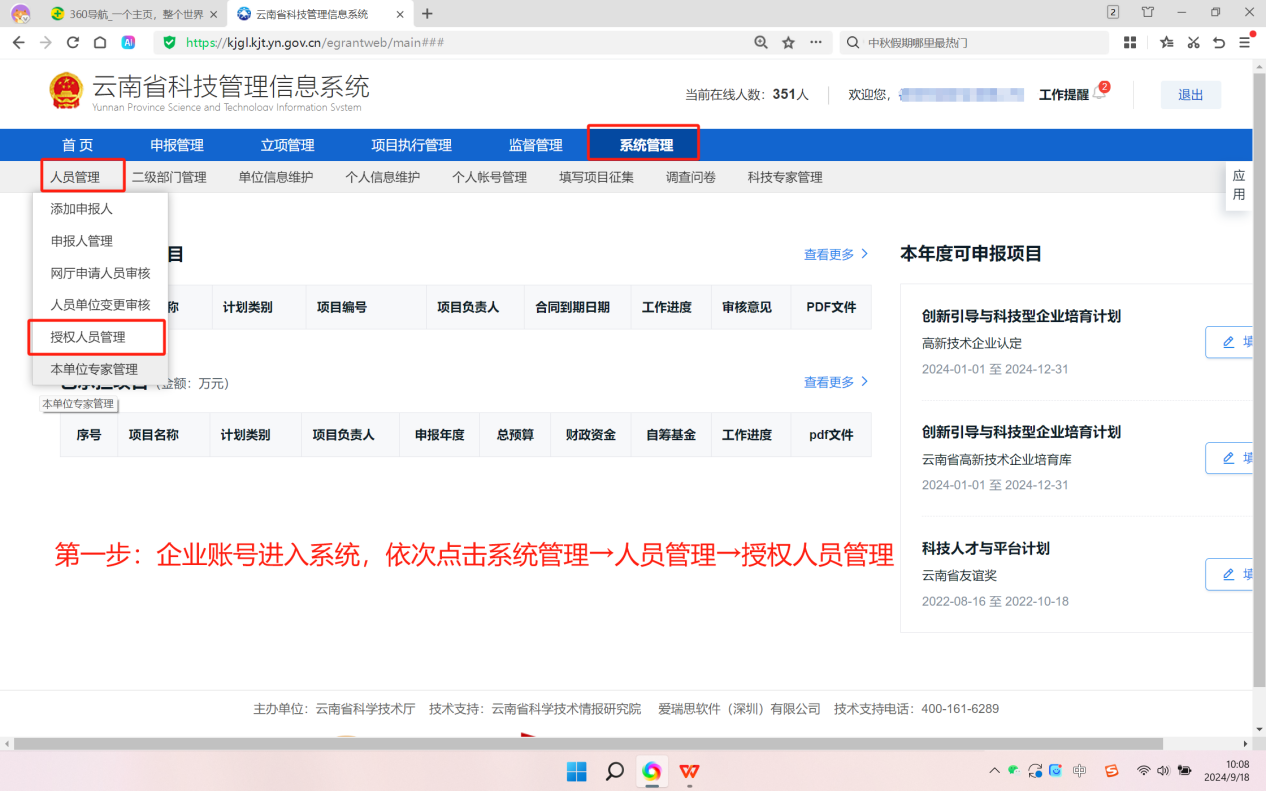 360导航_一个主页，整个世界
云南省科技管理信息系统
2
AI
https://kjgl.kjt.yn.gov.cn/egrantweb/main###
中秋假期哪里最热门
云南省科技管理信息系统
Yunnan Province Science and Technology Information System
当前在线人数：351人
欢迎您，
工作提醒
2
退出
首 页 申报管理 立项管理 项目执行管理 监督管理 系统管理
人员管理 二级部门管理 单位信息维护 个人信息维护 个人帐号管理 填写项目征集 调查问卷 科技专家管理
应用
添加申报人
申报人管理
网厅申请人员审核
人员单位变更审核
授权人员管理
本单位专家管理
本单位专家管理
目
查看更多
称 计划类别 项目编号 项目负责人 合同到期日期 工作进度 审核意见 PDF文件
（金额：万元）
查看更多
序号 项目名称 计划类别 项目负责人 申报年度 总预算 财政资金 自筹基金 工作进度 pdf文件
本年度可申报项目
创新引导与科技型企业培育计划
高新技术企业认定
2024-01-01 至 2024-12-31
填
创新引导与科技型企业培育计划
云南省高新技术企业培育库
2024-01-01 至 2024-12-31
填
科技人才与平台计划
云南省友谊奖
2022-08-16 至 2022-10-18
填
第一步：企业账号进入系统，依次点击系统管理→人员管理→授权人员管理
主办单位：云南省科学技术厅 技术支持：云南省科学技术情报研究院 爱瑞思软件（深圳）有限公司 技术支持电话：400-161-6289
中
10:08
2024/9/18